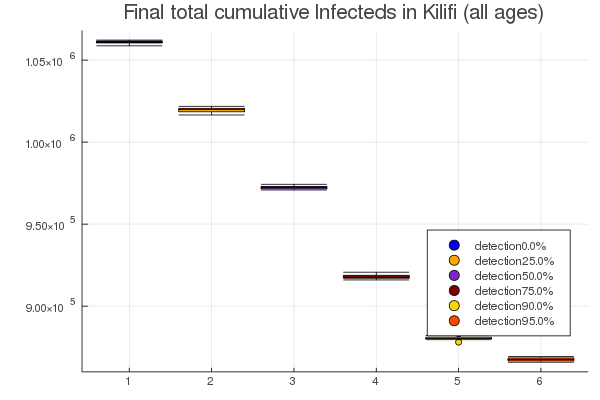 Final total cumulative Infecteds in Kilifi (all ages)
1.05×10 6
1.00×10 6
9.50×10 5
9.00×10 5
detection0.0%
detection25.0%
detection50.0%
detection75.0%
detection90.0%
detection95.0%
1 2 3 4 5 6